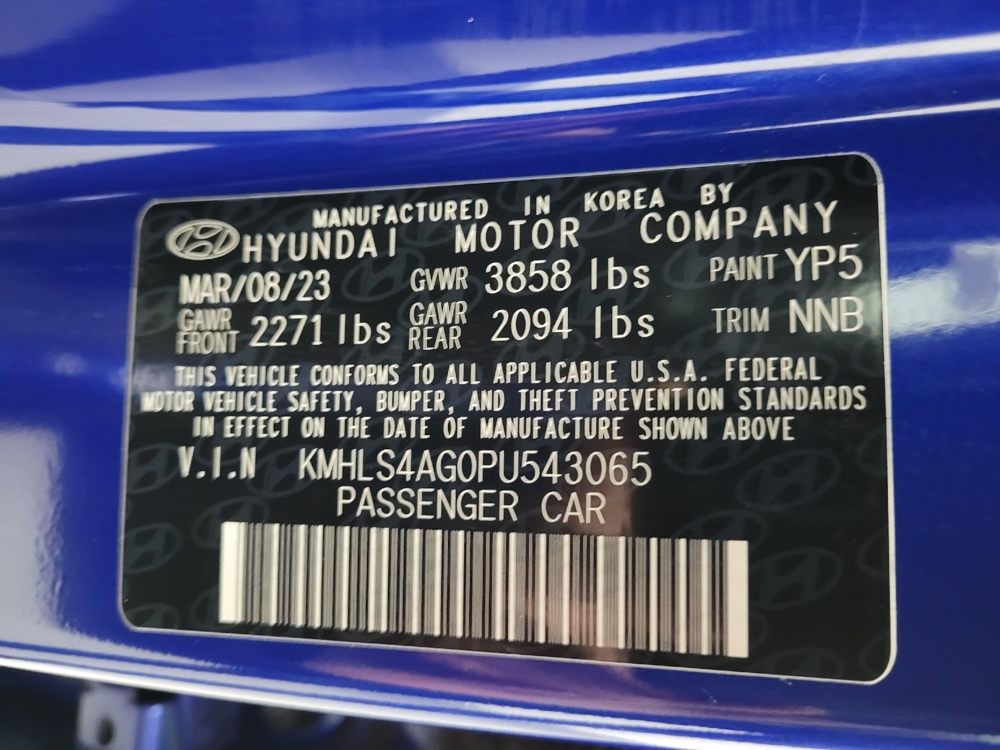 MANUFACTURED IN KOREA BY
HYUNDAI MOTOR COMPANY
MAR/08/23 GVWR 3858 lbs PAINT YP5
GAWR FRONT 2271 lbs GAWR REAR 2094 lbs TRIM NNB
THIS VEHICLE CONFORMS TO ALL APPLICABLE U.S.A. FEDERAL
MOTOR VEHICLE SAFETY, BUMPER, AND THEFT PREVENTION STANDARDS
IN EFFECT ON THE DATE OF MANUFACTURE SHOWN ABOVE
V.I.N KMHLS4AG0PU543065
PASSENGER CAR